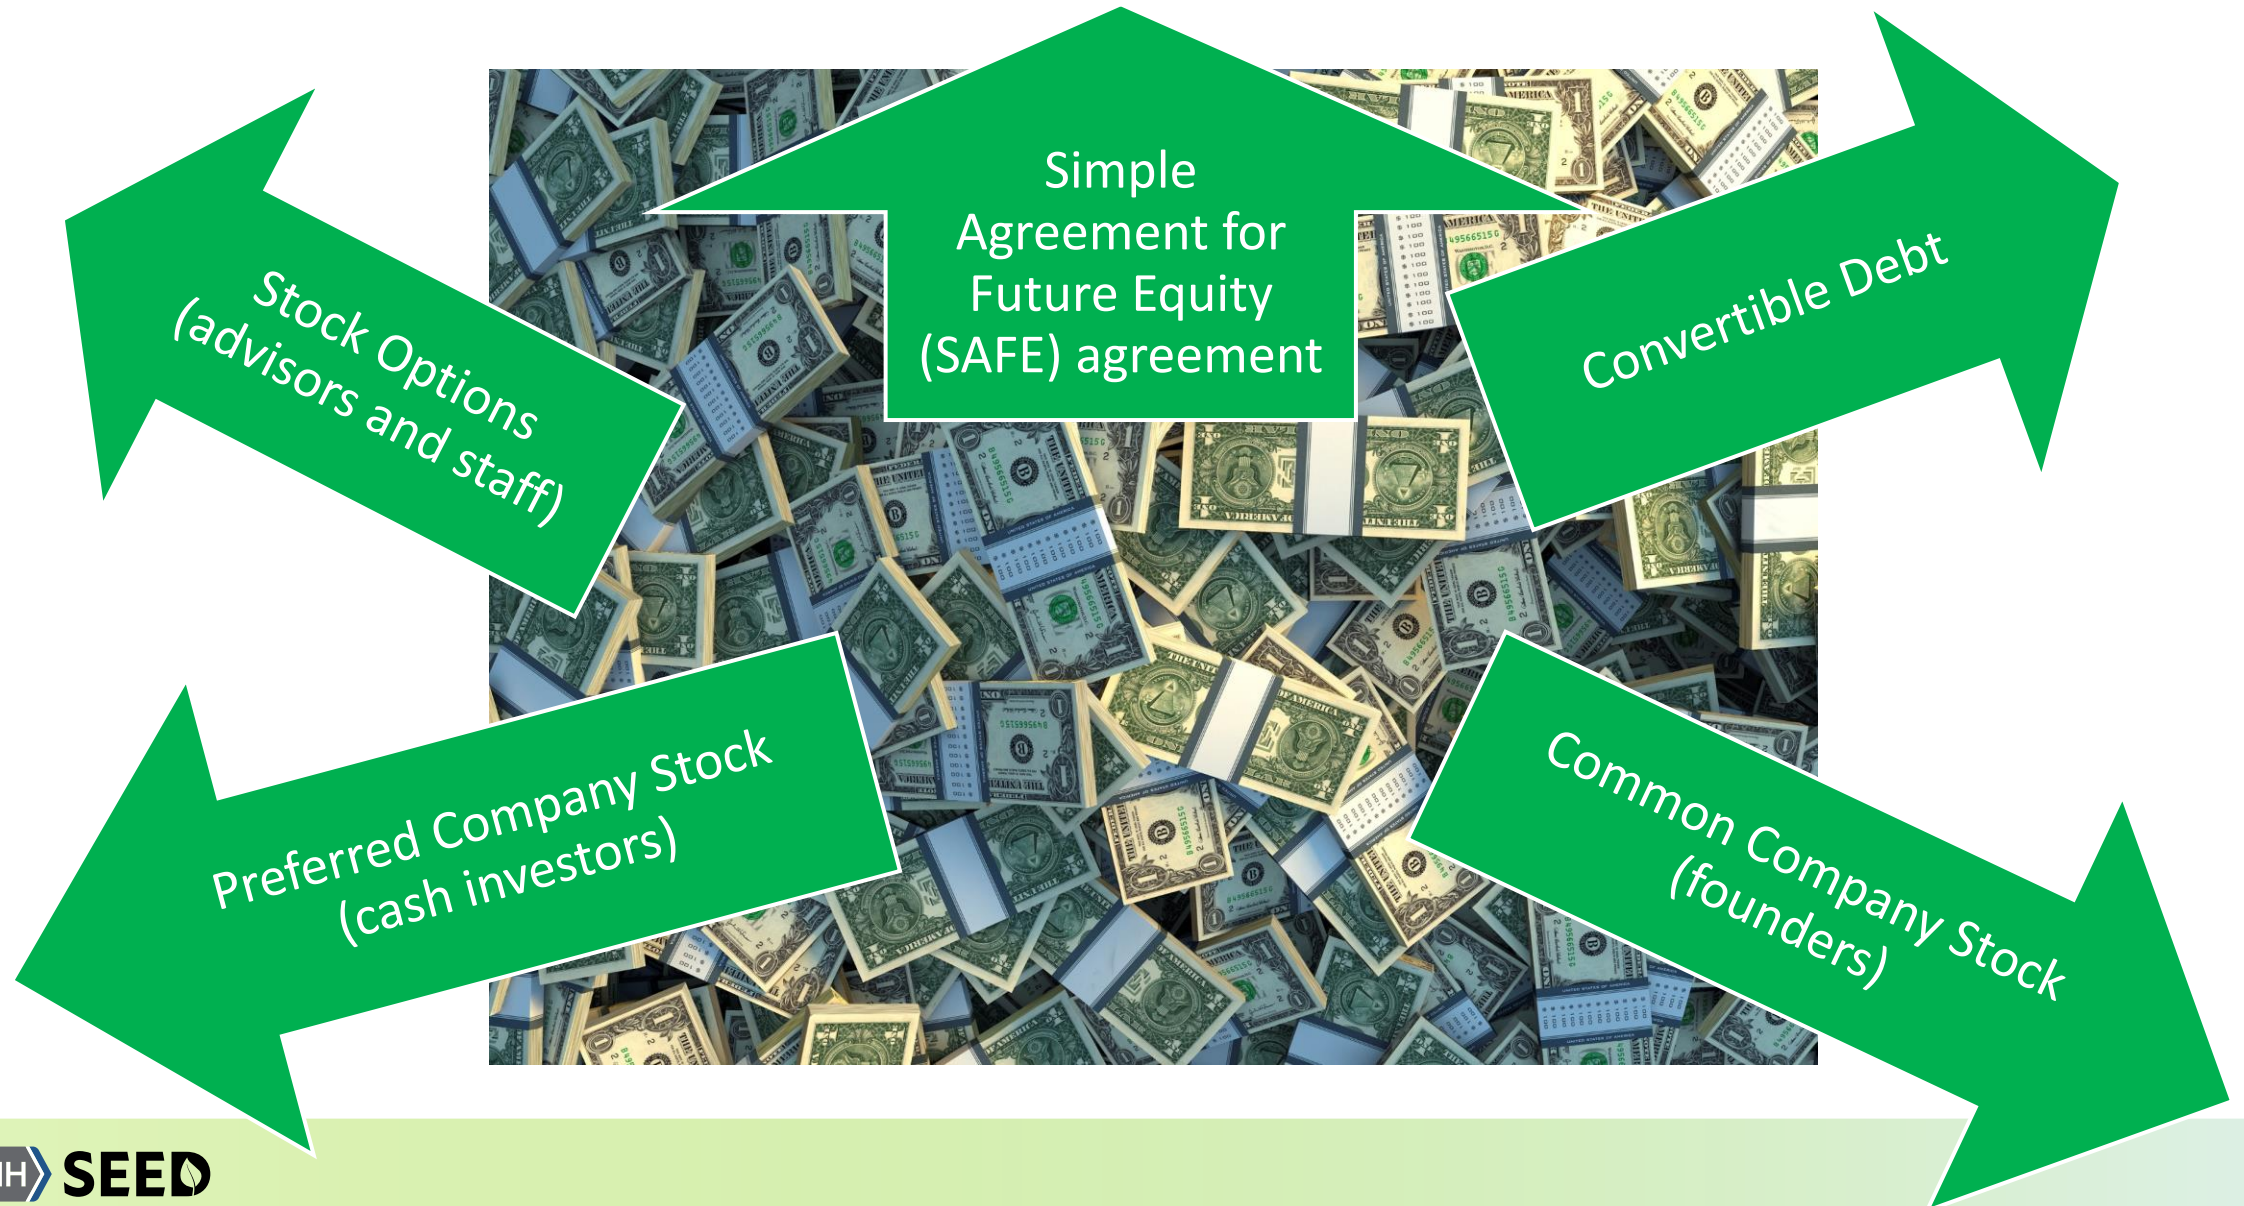 Simple
Agreement for
Future Equity
(SAFE) agreement
Stock Options
(advisors and staff)
Convertible Debt
Preferred Company Stock
(cash investors)
Common Company Stock
(founders)
SEED